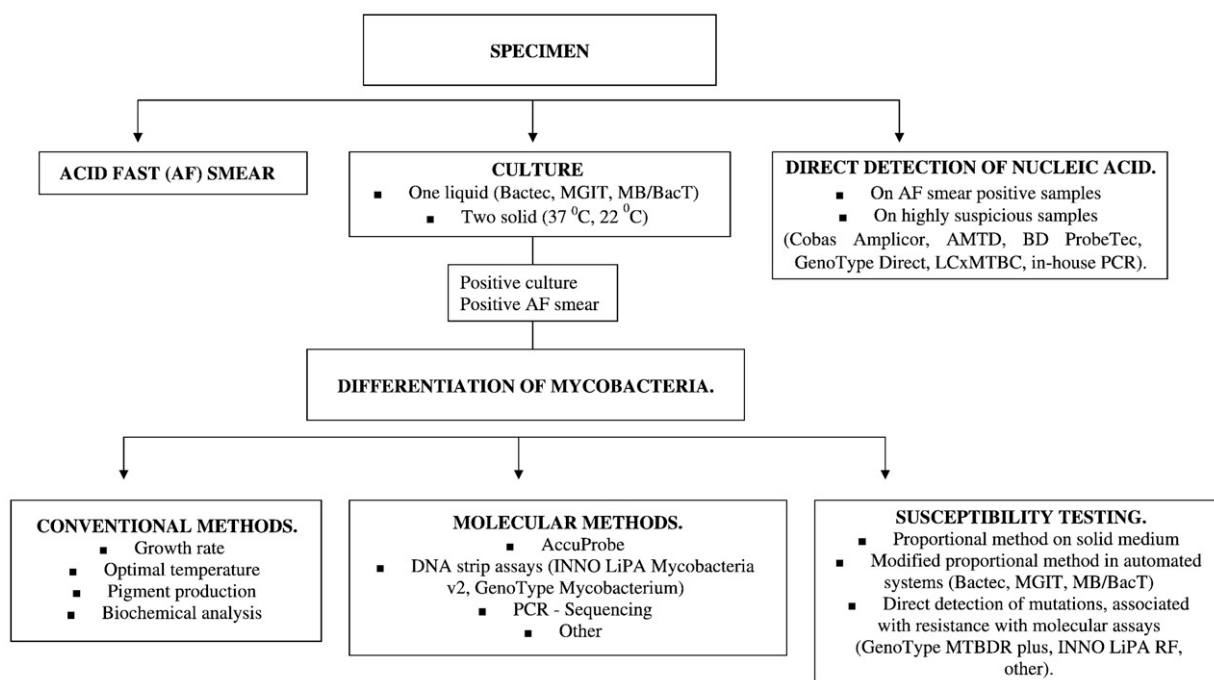 SPECIMEN
ACID FAST (AF) SMEAR
CULTURE
▪ One liquid (Bactec, MGIT, MB/BacT)
▪ Two solid (37 ⁰C, 22 ⁰C)
DIRECT DETECTION OF NUCLEIC ACID.
▪ On AF smear positive samples
▪ On highly suspicious samples
(Cobas Amplicor, AMTD, BD ProbeTec,
GenoType Direct, LCxMTBC, in-house PCR).
Positive culture
Positive AF smear
DIFFERENTIATION OF MYCOBACTERIA.
CONVENTIONAL METHODS.
▪ Growth rate
▪ Optimal temperature
▪ Pigment production
▪ Biochemical analysis
MOLECULAR METHODS.
▪ AccuProbe
▪ DNA strip assays (INNO LiPA Mycobacteria
v2, GenoType Mycobacterium)
▪ PCR - Sequencing
▪ Other
SUSCEPTIBILITY TESTING.
▪ Proportional method on solid medium
▪ Modified proportional method in automated
systems (Bactec, MGIT, MB/BacT)
▪ Direct detection of mutations, associated
with resistance with molecular assays
(GenoType MTBDR plus, INNO LiPA RF,
other).